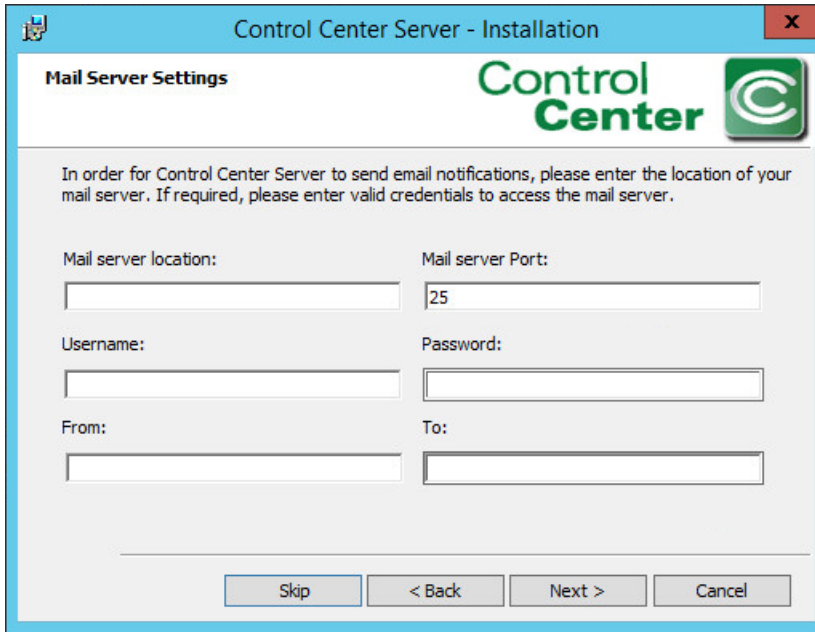 Control Center Server - Installation
x
Mail Server Settings
Control
Center
In order for Control Center Server to send email notifications, please enter the location of your
mail server. If required, please enter valid credentials to access the mail server.
Mail server location:
Mail server Port:
25
Username:
Password:
From:
To:
Skip
< Back
Next >
Cancel